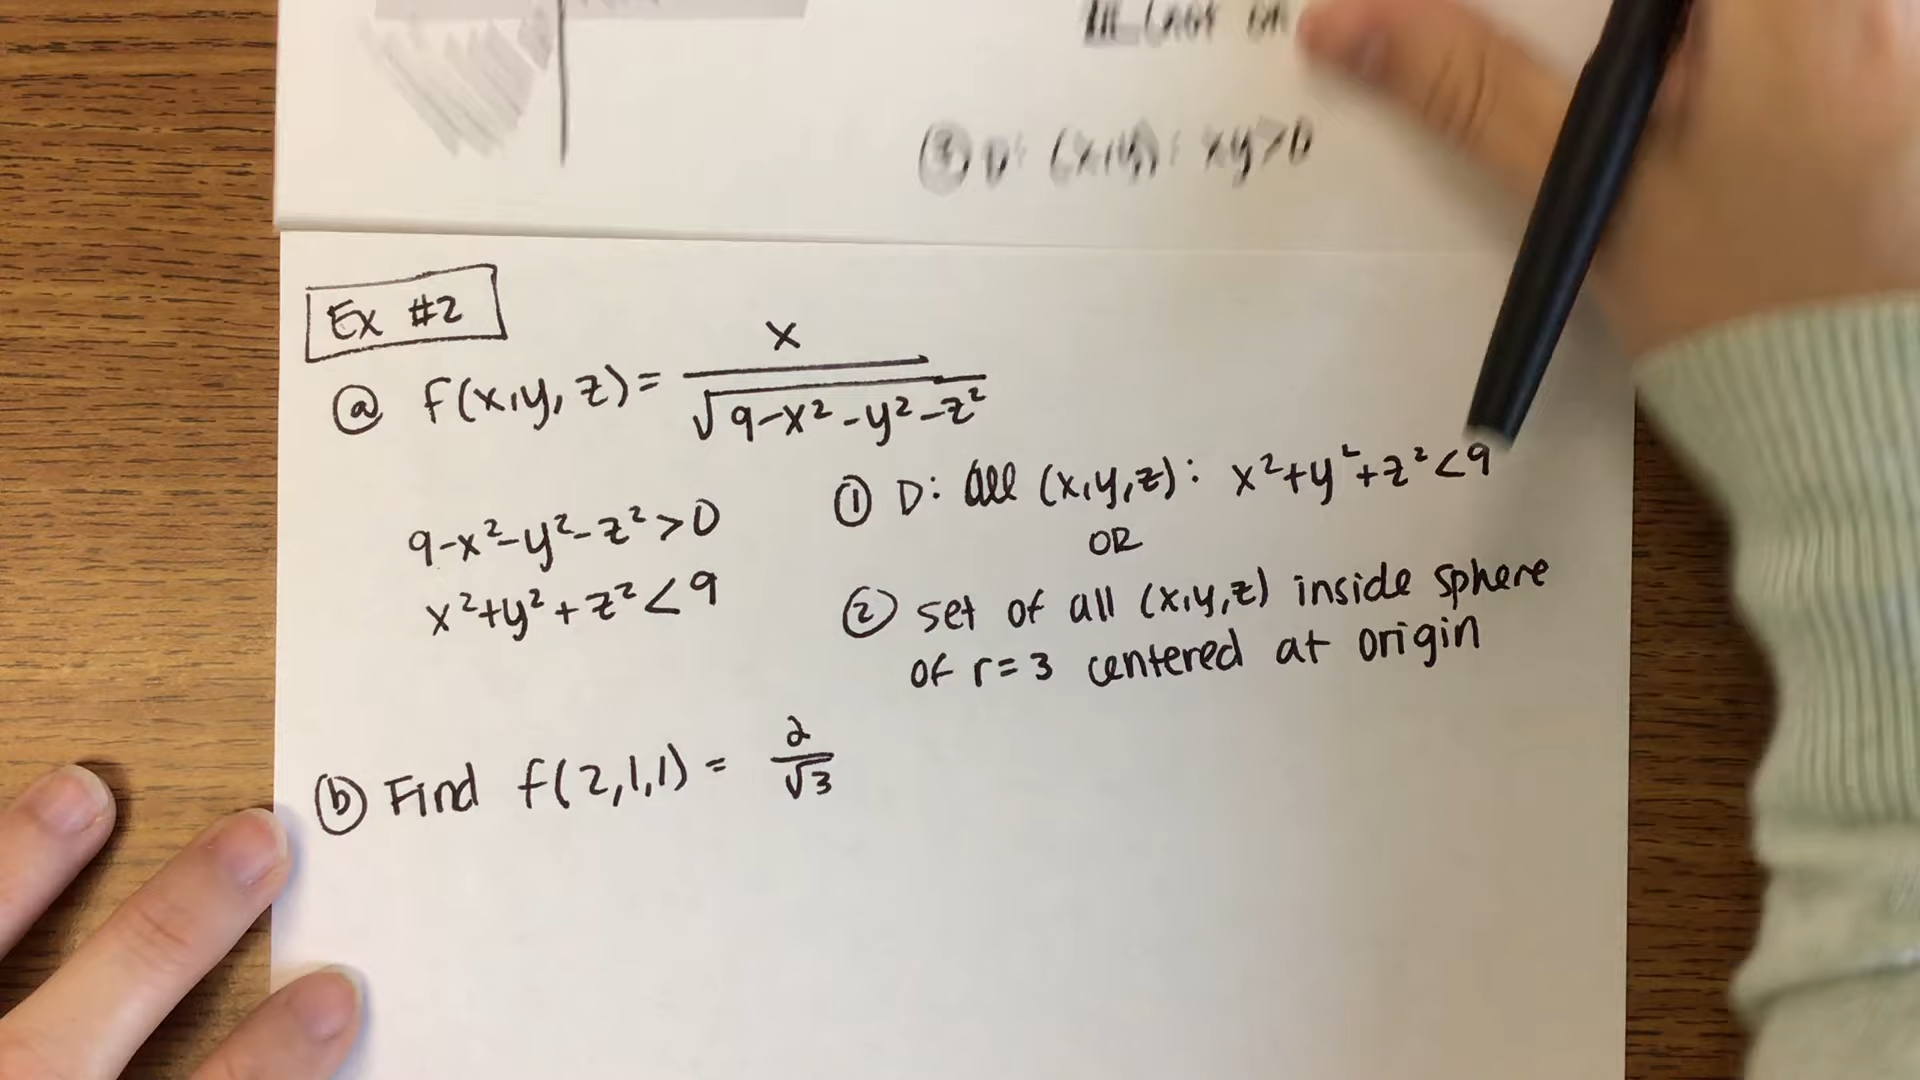 D: (x,y): xy>0
Ex #2
ⓐ f(x,y,z) = x / √(9-x²-y²-z²)
9-x²-y²-z²>0
x²+y²+z²<9
① D: all (x,y,z): x²+y²+z²<9
OR
② set of all (x,y,z) inside sphere
of r=3 centered at origin
ⓑ Find f(2,1,1) = 2/√3